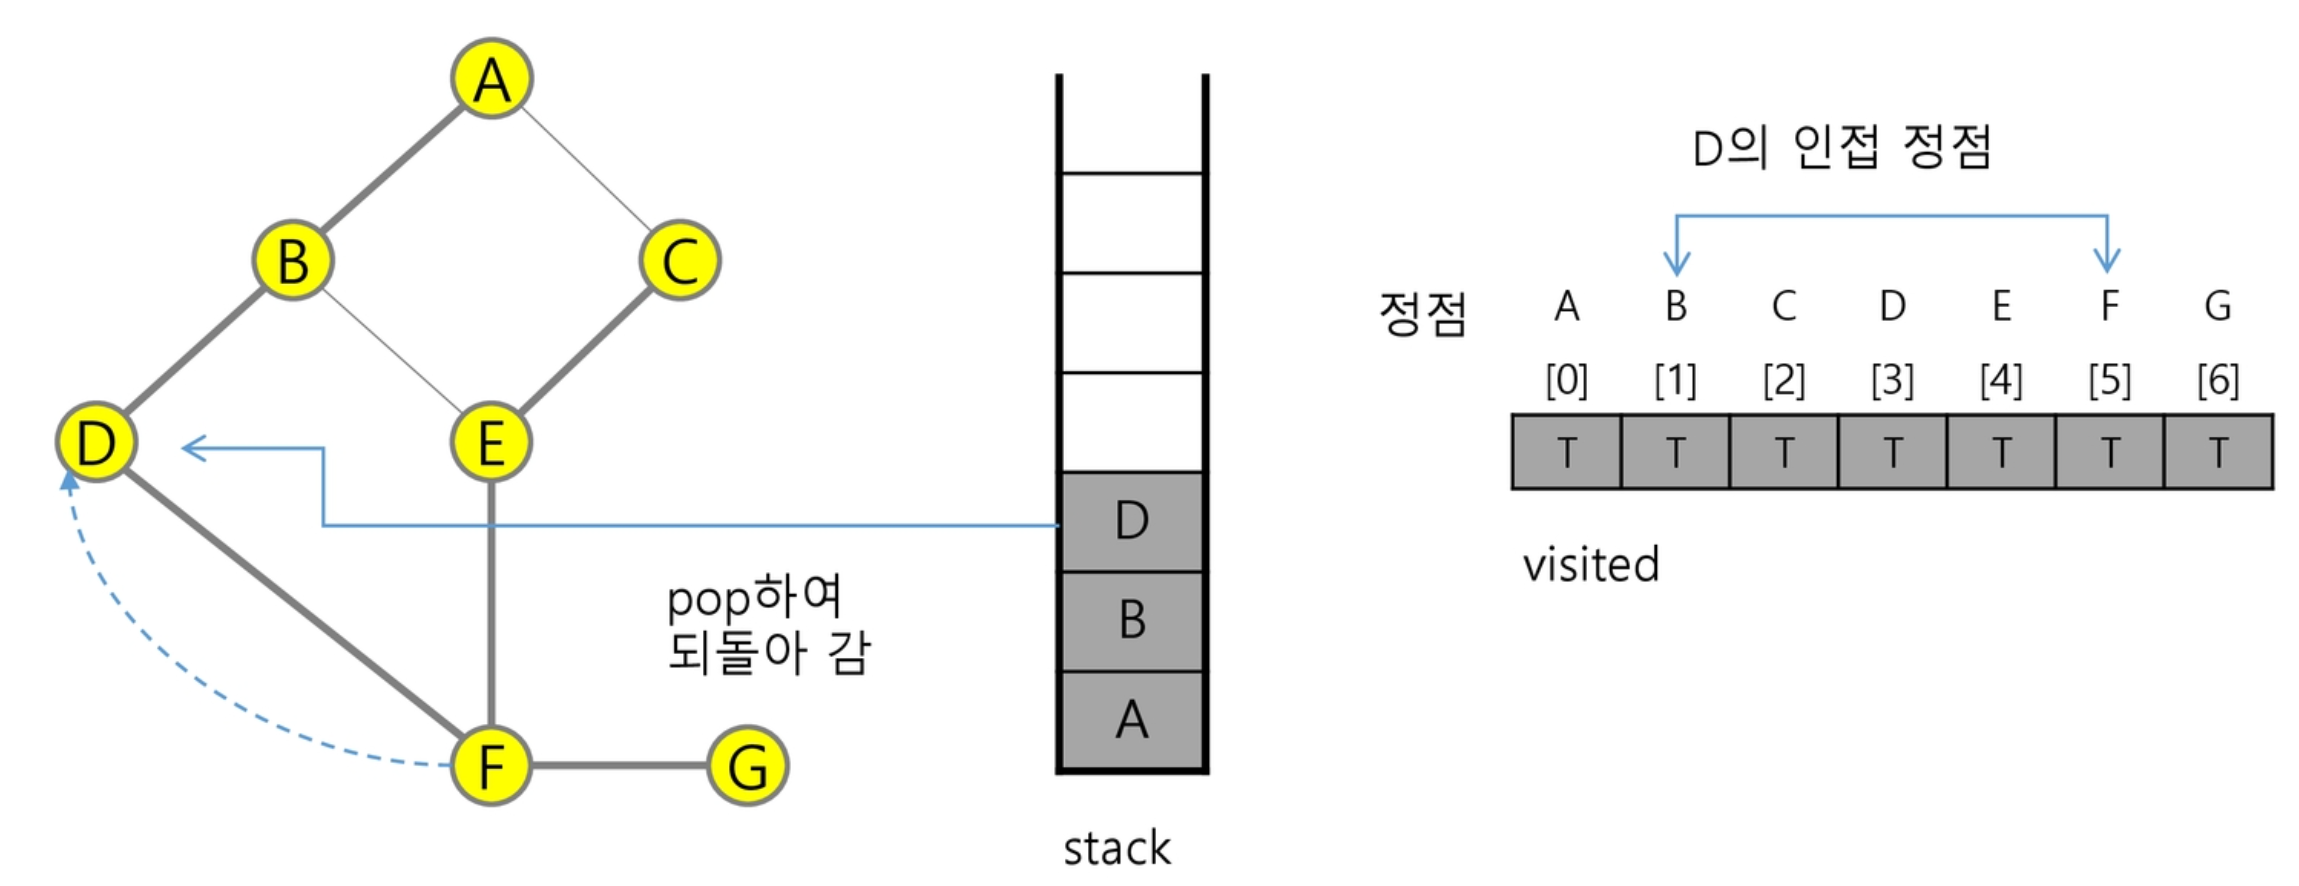 A
B
C
D
E
F
G
pop하여
되돌아 감
D
B
A
stack
D의 인접 정점
정점 A B C D E F G
[0] [1] [2] [3] [4] [5] [6]
T T T T T T T
visited